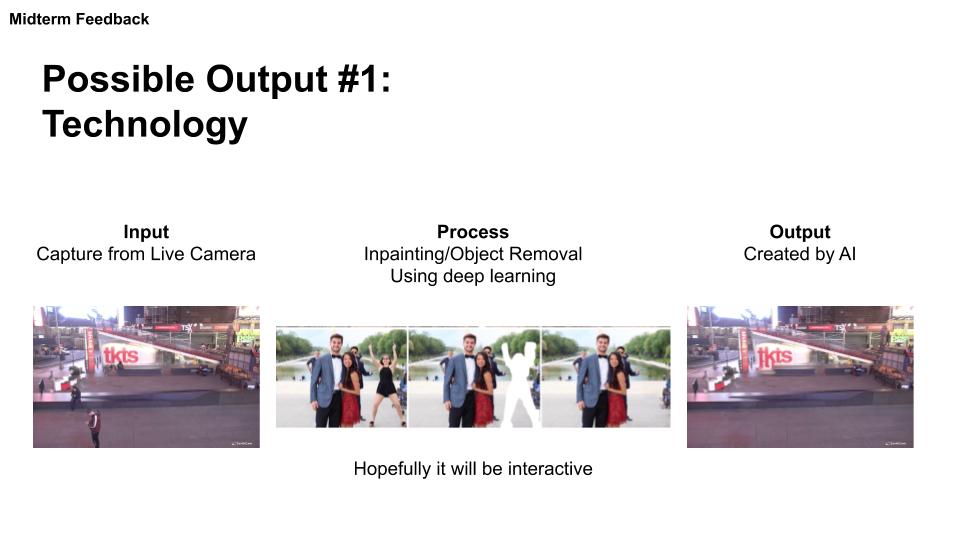 Midterm Feedback
Possible Output #1:
Technology
Input
Capture from Live Camera
Process
Inpainting/Object Removal
Using deep learning
Output
Created by AI
tkts
TSX
tkts
Hopefully it will be interactive